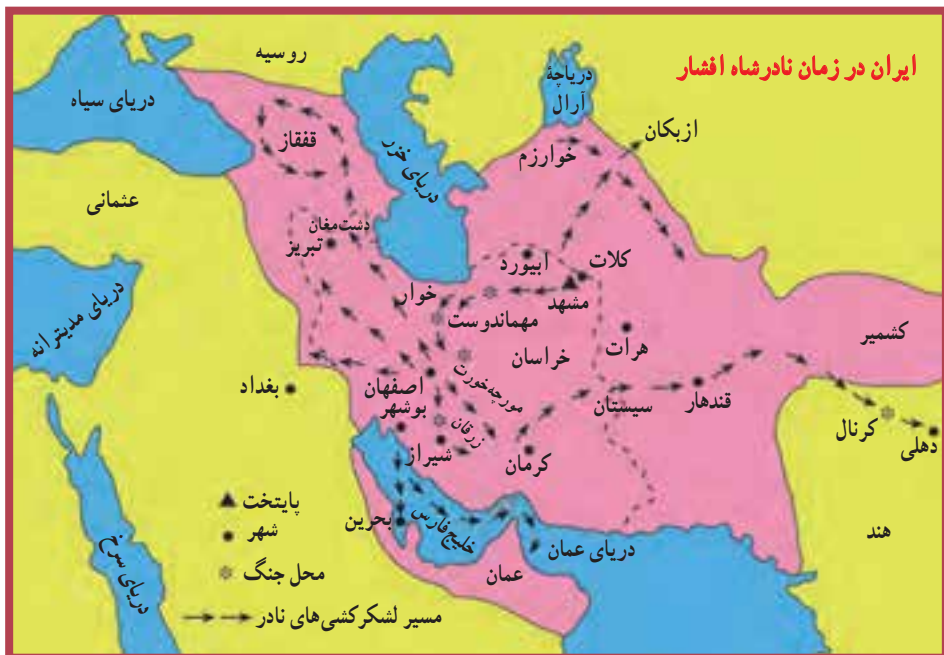 ایران در زمان نادرشاه افشار
روسیه
دریاچهٔ
آرال
دریای سیاه
ازبکان
قفقاز
خوارزم
دریای خزر
عثمانی
دشت‌مغان
تبریز
ابیورد
کلات
خوار
مشهد
کشمیر
مهماندوست
دریای مدیترانه
هرات
خراسان
بغداد
اصفهان
مورچه‌خورت
سیستان
قندهار
بوشهر
کرنال
زرقان
دهلی
شیراز
کرمان
پایتخت
بحرین
خلیج فارس
شهر
هند
دریای عمان
دریای سرخ
محل جنگ
عمان
مسیر لشکرکشی‌های نادر